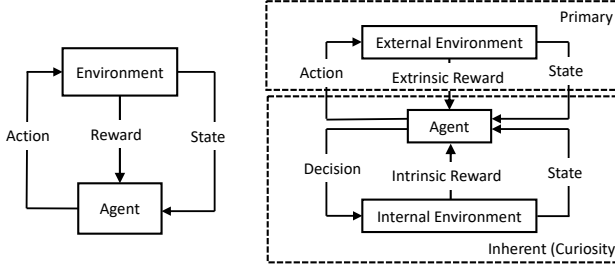 Environment
Action
Reward
State
Agent
Primary
External Environment
Action
Extrinsic Reward
State
Agent
Decision
Intrinsic Reward
State
Internal Environment
Inherent (Curiosity